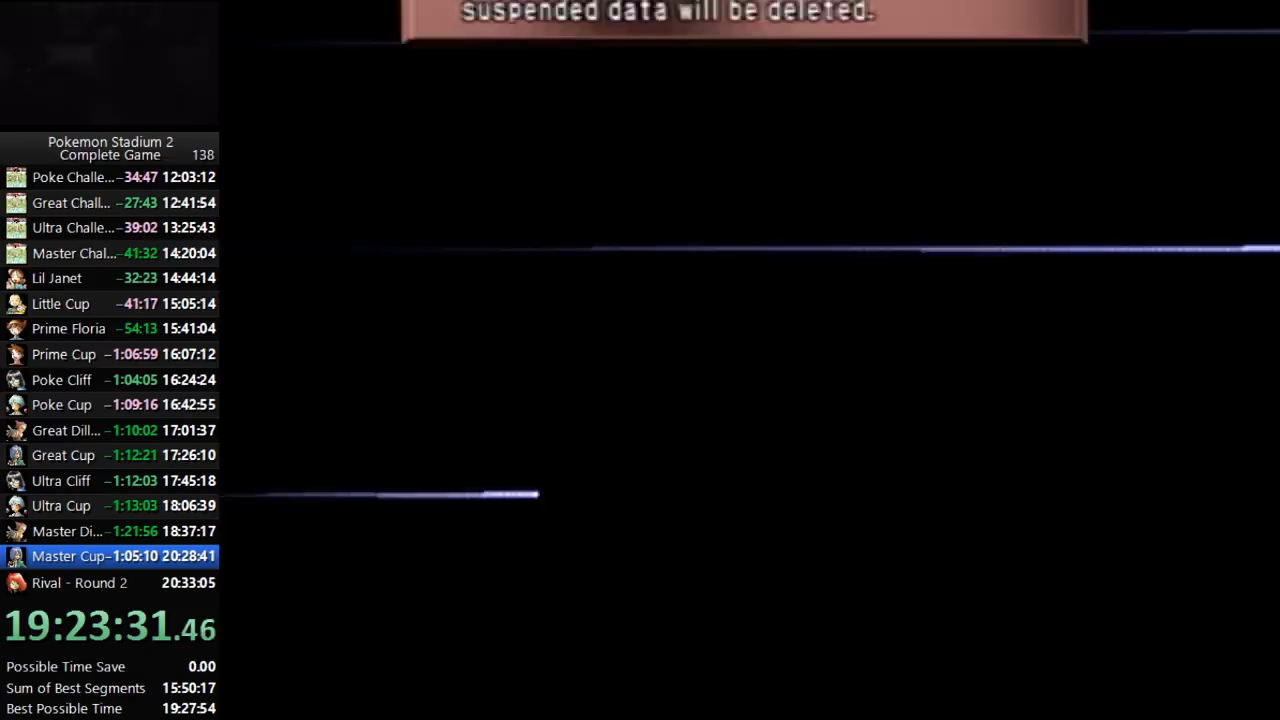 suspended data will be deleted.
Pokemon Stadium 2
Complete Game 138
Poke Challe... -34:47 12:03:12
Great Chall... -27:43 12:41:54
Ultra Challe... -39:02 13:25:43
Master Chal... -41:32 14:20:04
Lil Janet -32:23 14:44:14
Little Cup -41:17 15:05:14
Prime Floria -54:13 15:41:04
Prime Cup -1:06:59 16:07:12
Poke Cliff -1:04:05 16:24:24
Poke Cup -1:09:16 16:42:55
Great Dill... -1:10:02 17:01:37
Great Cup -1:12:21 17:26:10
Ultra Cliff -1:12:03 17:45:18
Ultra Cup -1:13:03 18:06:39
Master Di... -1:21:56 18:37:17
Master Cup -1:05:10 20:28:41
Rival - Round 2 20:33:05
19:23:31.46
Possible Time Save 0.00
Sum of Best Segments 15:50:17
Best Possible Time 19:27:54